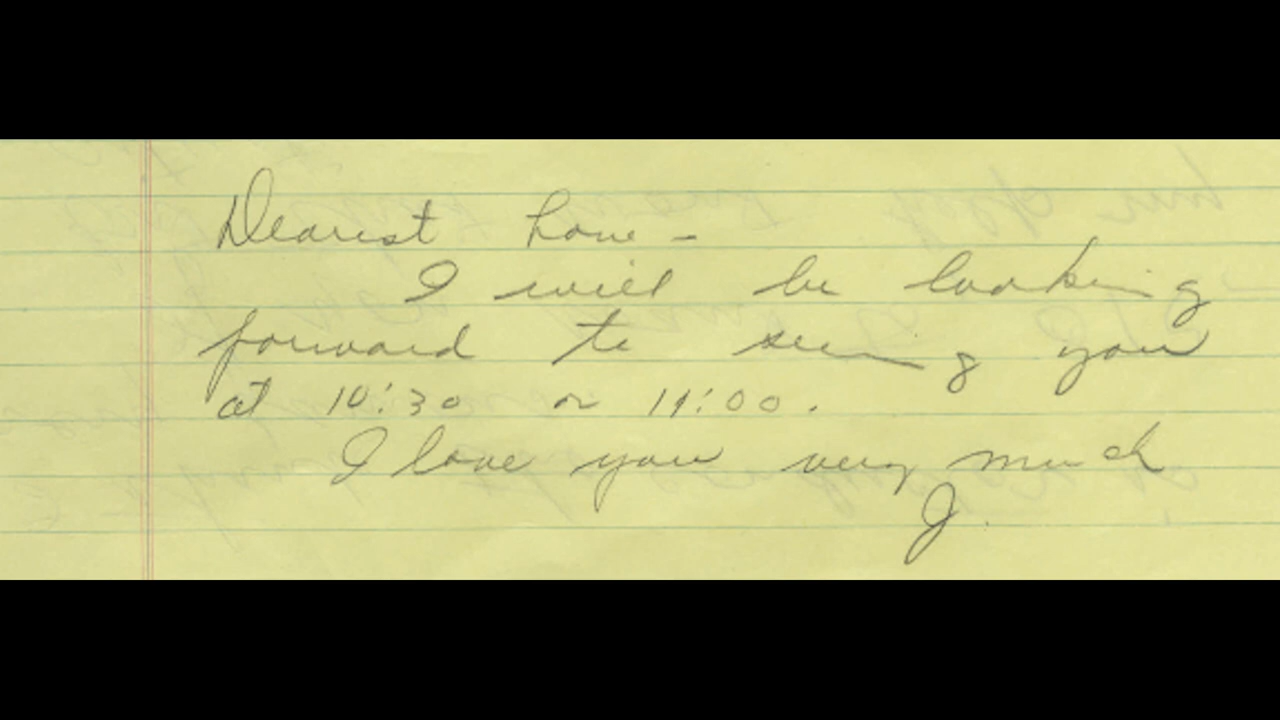 Dearest Love -
I will be looking
forward to seeing you
at 10:30 or 11:00.
I love you very much
J.